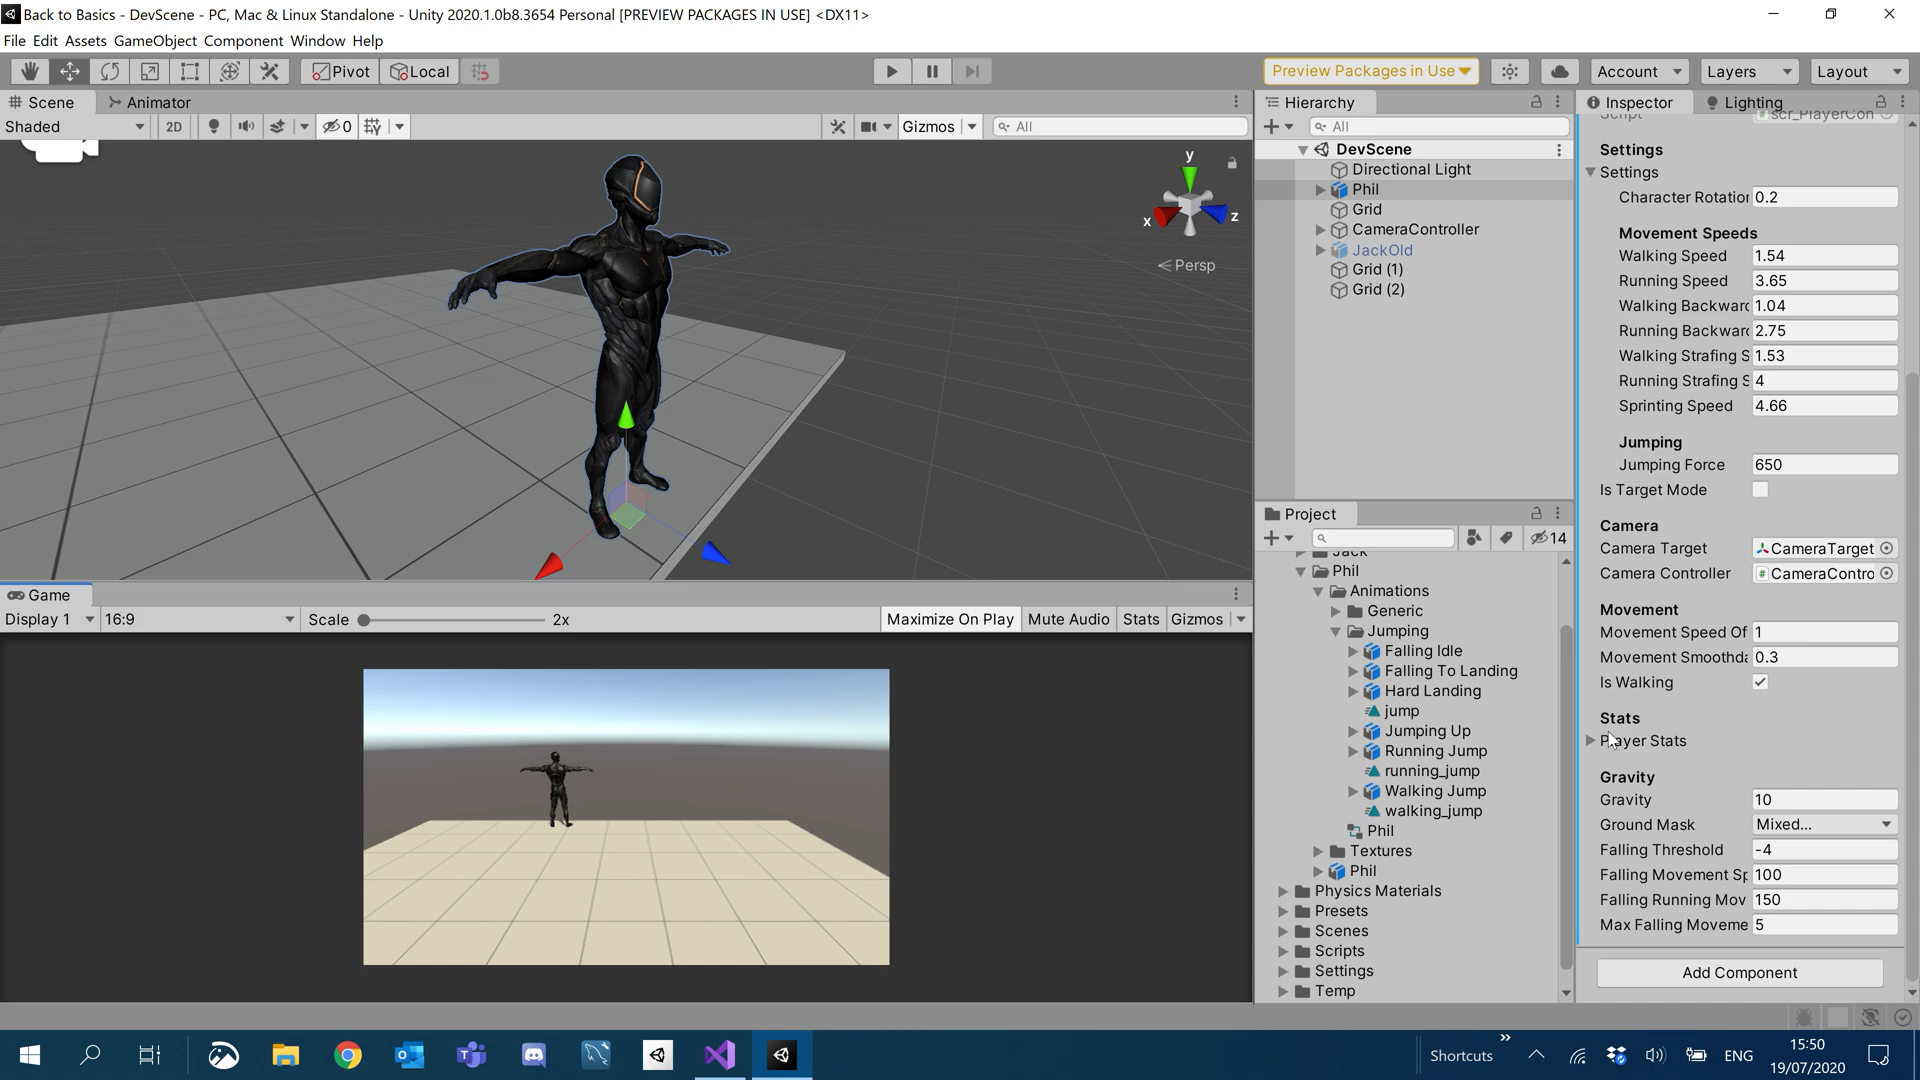 Back to Basics - DevScene - PC, Mac & Linux Standalone - Unity 2020.1.0b8.3654 Personal [PREVIEW PACKAGES IN USE] <DX11>
File Edit Assets GameObject Component Window Help
Pivot Local Preview Packages in Use Account Layers Layout
Scene Animator
Shaded 2D 0 Gizmos All
y
x
z
Persp
Game
Display 1 16:9 Scale 2x Maximize On Play Mute Audio Stats Gizmos
Hierarchy
All
DevScene
Directional Light
Phil
Grid
CameraController
JackOld
Grid (1)
Grid (2)
Project
14
Jack
Phil
Animations
Generic
Jumping
Falling Idle
Falling To Landing
Hard Landing
jump
Jumping Up
Running Jump
running_jump
Walking Jump
walking_jump
Phil
Textures
Phil
Physics Materials
Presets
Scenes
Scripts
Settings
Temp
Inspector Lighting
Script scr_PlayerCon
Settings
Settings
Character Rotation 0.2
Movement Speeds
Walking Speed 1.54
Running Speed 3.65
Walking Backward 1.04
Running Backward 2.75
Walking Strafing S 1.53
Running Strafing S 4
Sprinting Speed 4.66
Jumping
Jumping Force 650
Is Target Mode
Camera
Camera Target CameraTarget
Camera Controller CameraContro
Movement
Movement Speed Of 1
Movement Smoothda 0.3
Is Walking
Stats
Player Stats
Gravity
Gravity 10
Ground Mask Mixed...
Falling Threshold -4
Falling Movement Sp 100
Falling Running Mov 150
Max Falling Moveme 5
Add Component
Shortcuts ENG 15:50
19/07/2020